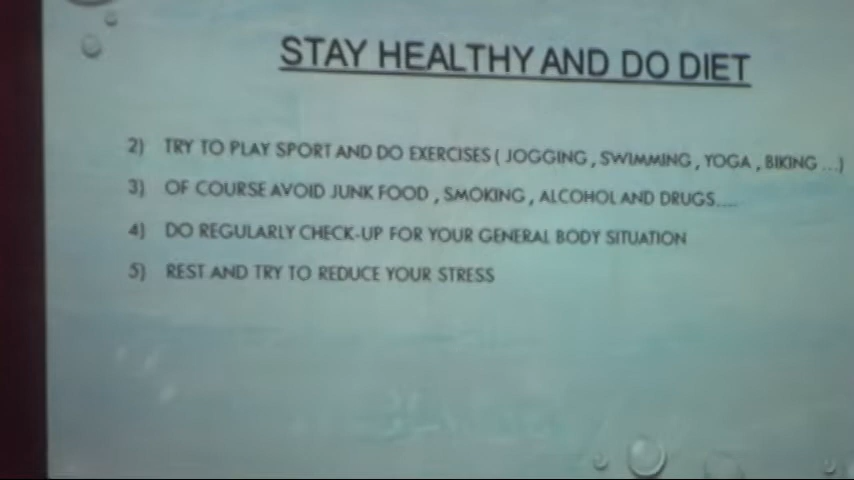 STAY HEALTHY AND DO DIET
2) TRY TO PLAY SPORT AND DO EXERCISES ( JOGGING , SWIMMING , YOGA , BIKING ...)
3) OF COURSE AVOID JUNK FOOD , SMOKING , ALCOHOL AND DRUGS....
4) DO REGULARLY CHECK-UP FOR YOUR GENERAL BODY SITUATION
5) REST AND TRY TO REDUCE YOUR STRESS